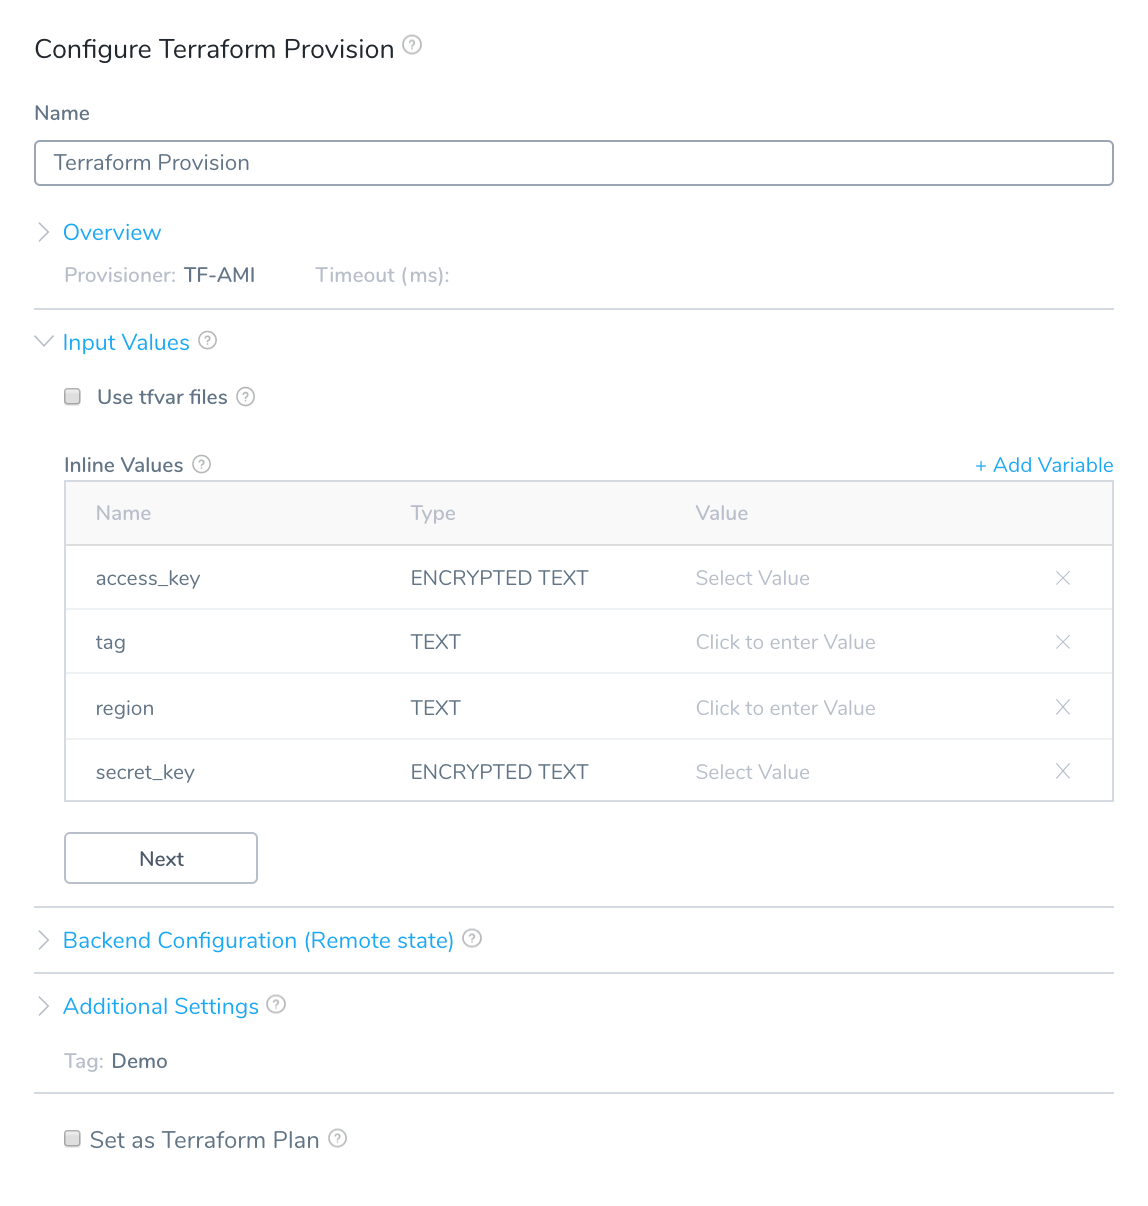 Configure Terraform Provision ?
Name
Terraform Provision
Overview
Provisioner: TF-AMI Timeout (ms):
Input Values ?
Use tfvar files ?
Inline Values ? + Add Variable
Name Type Value
access_key ENCRYPTED TEXT Select Value
tag TEXT Click to enter Value
region TEXT Click to enter Value
secret_key ENCRYPTED TEXT Select Value
Next
Backend Configuration (Remote state) ?
Additional Settings ?
Tag: Demo
Set as Terraform Plan ?